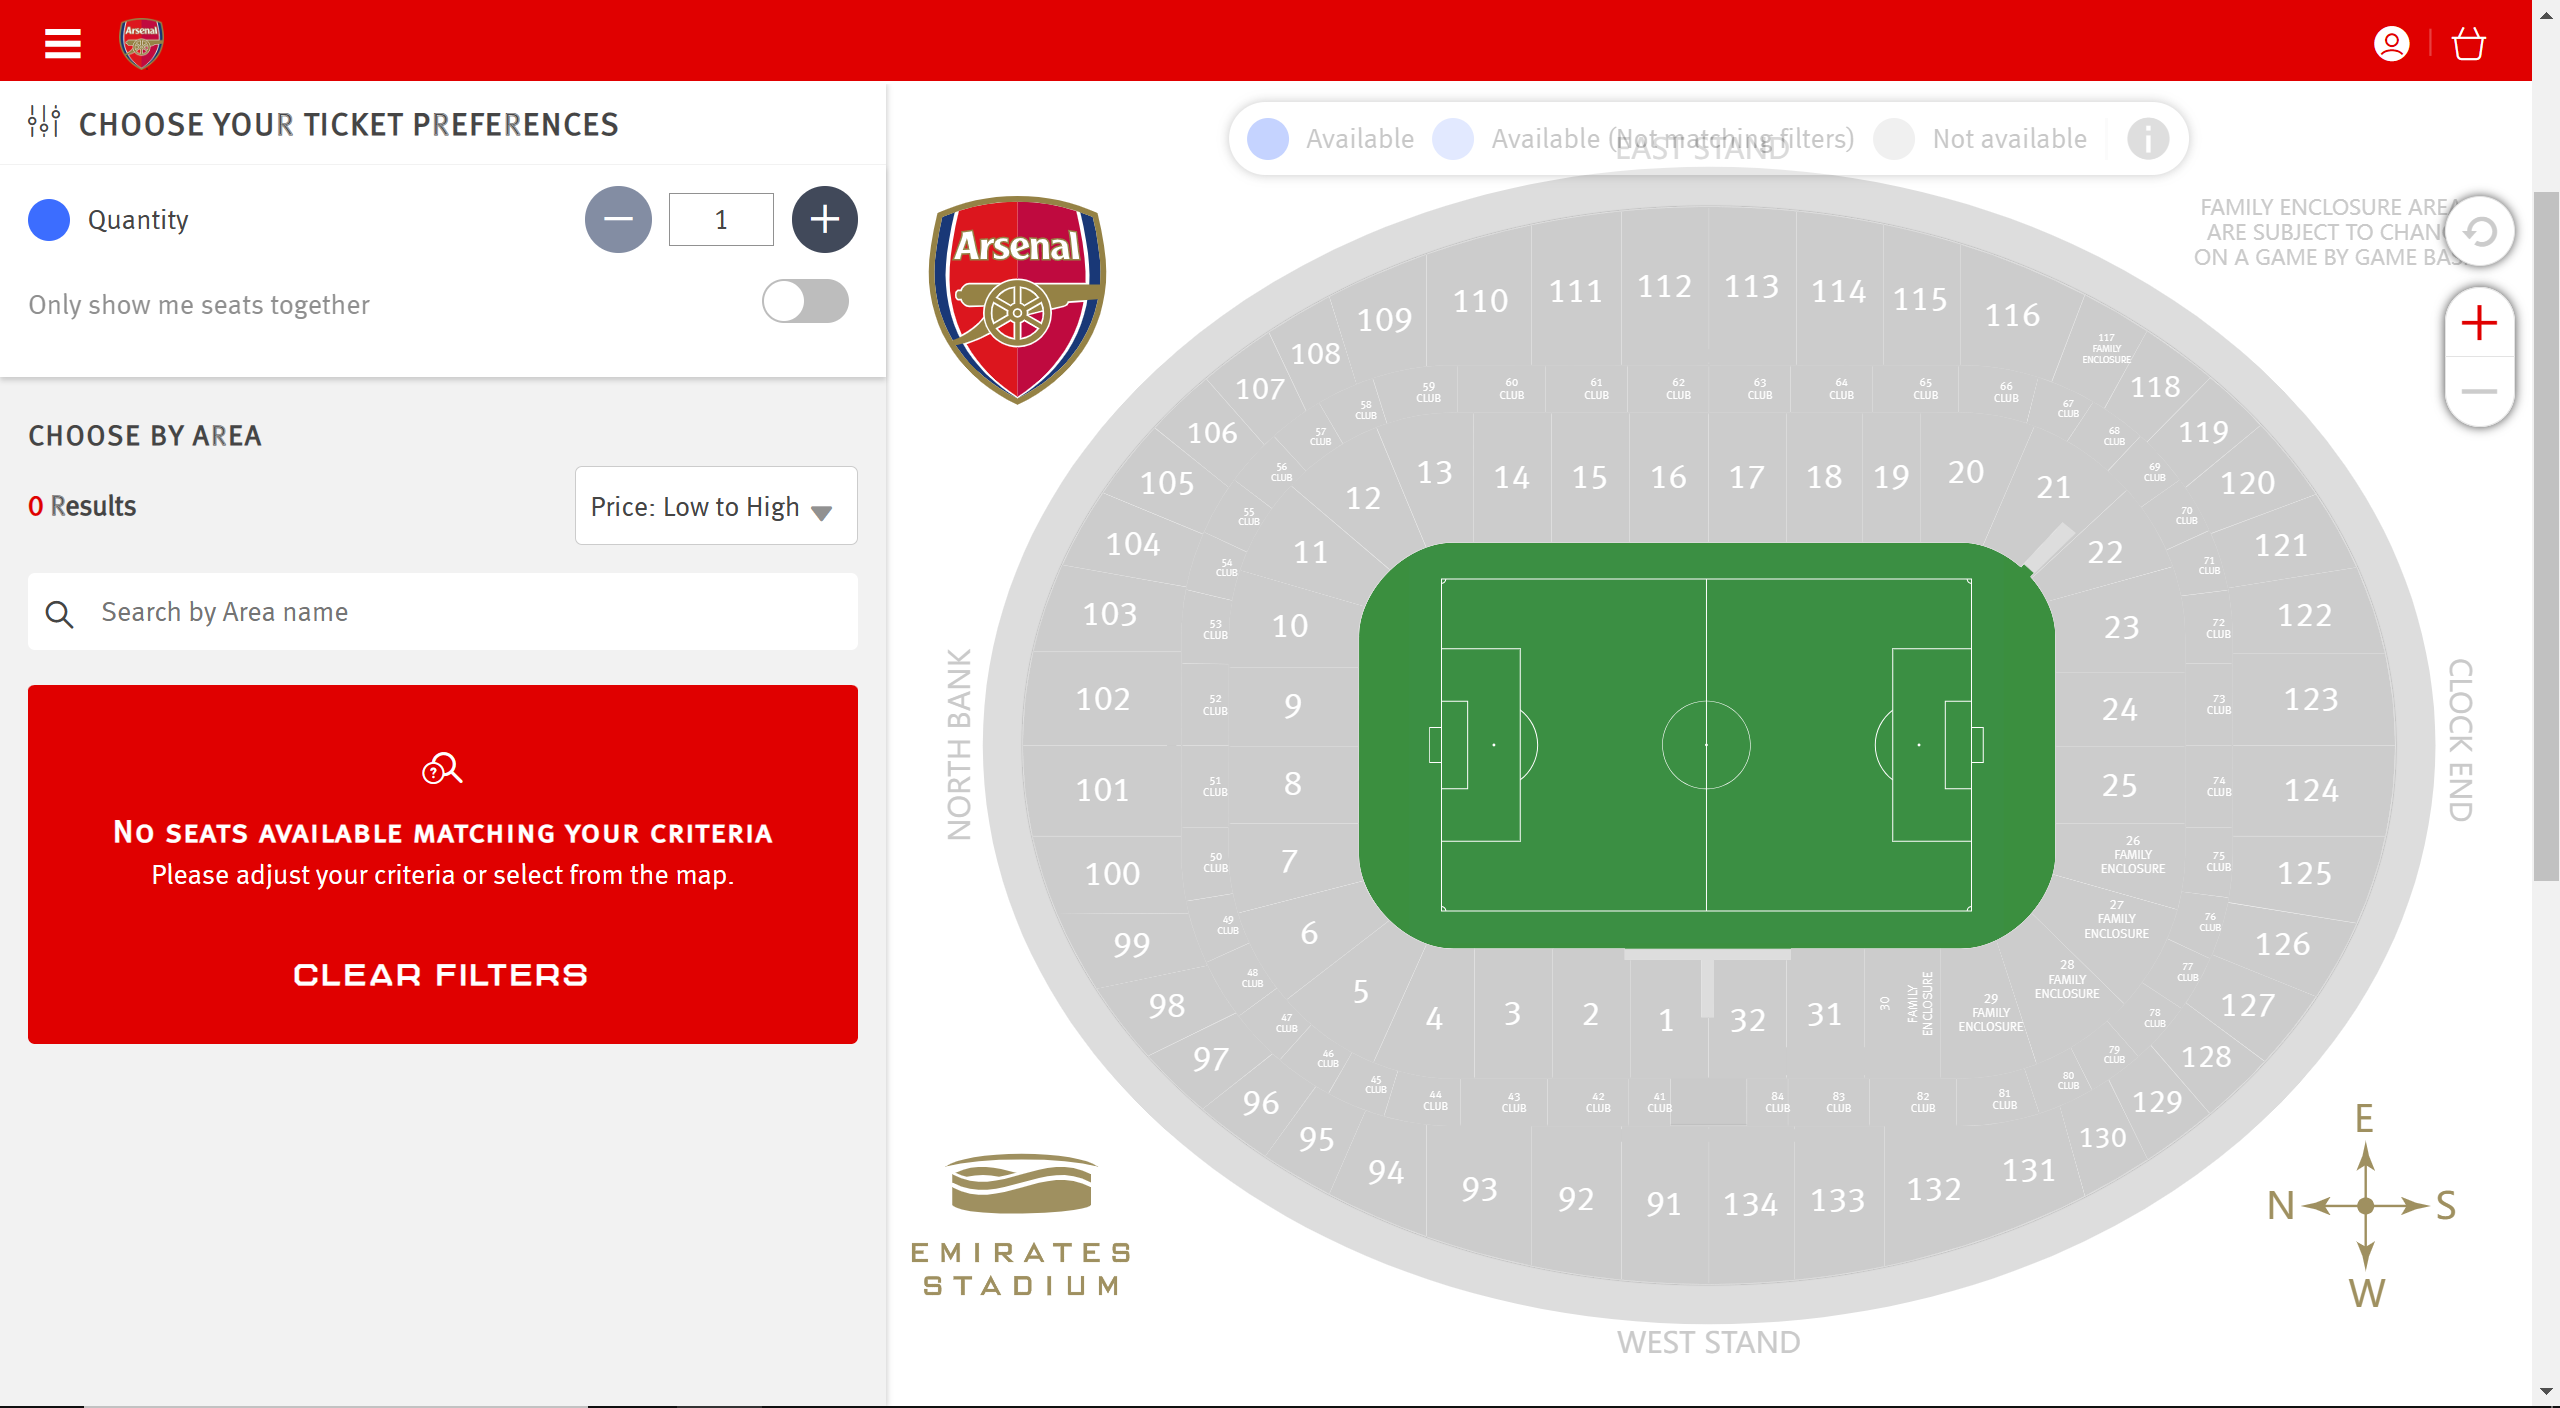 Arsenal
CHOOSE YOUR TICKET PREFERENCES
Quantity
1
Only show me seats together
CHOOSE BY AREA
0 Results
Price: Low to High
Search by Area name
?
NO SEATS AVAILABLE MATCHING YOUR CRITERIA
Please adjust your criteria or select from the map.
CLEAR FILTERS
Available
Available (Not matching filters)
Not available
i
EAST STAND
FAMILY ENCLOSURE AREA
ARE SUBJECT TO CHAN
ON A GAME BY GAME BAS
Arsenal
109 110 111 112 113 114 115 116
117 FAMILY ENCLOSURE
108 107 106 105 104 103 102 101 100 99 98 97 96 95 94
118 119 120 121 122 123 124 125 126 127 128 129 130 131
59 CLUB
60 CLUB
61 CLUB
62 CLUB
63 CLUB
64 CLUB
65 CLUB
66 CLUB
67 CLUB
68 CLUB
69 CLUB
70 CLUB
71 CLUB
72 CLUB
73 CLUB
74 CLUB
75 CLUB
76 CLUB
77 CLUB
78 CLUB
79 CLUB
80 CLUB
81 CLUB
82 CLUB
83 CLUB
84 CLUB
58 CLUB
57 CLUB
56 CLUB
55 CLUB
54 CLUB
53 CLUB
52 CLUB
51 CLUB
50 CLUB
49 CLUB
48 CLUB
47 CLUB
46 CLUB
45 CLUB
44 CLUB
43 CLUB
42 CLUB
41 CLUB
12 13 14 15 16 17 18 19 20 21
11 10 9 8 7 6 5
22 23 24 25
26 FAMILY ENCLOSURE
27 FAMILY ENCLOSURE
28 FAMILY ENCLOSURE
29 FAMILY ENCLOSURE
30 FAMILY ENCLOSURE
4 3 2 1 32 31
93 92 91 134 133 132
NORTH BANK
CLOCK END
WEST STAND
EMIRATES
STADIUM
E
N S
W